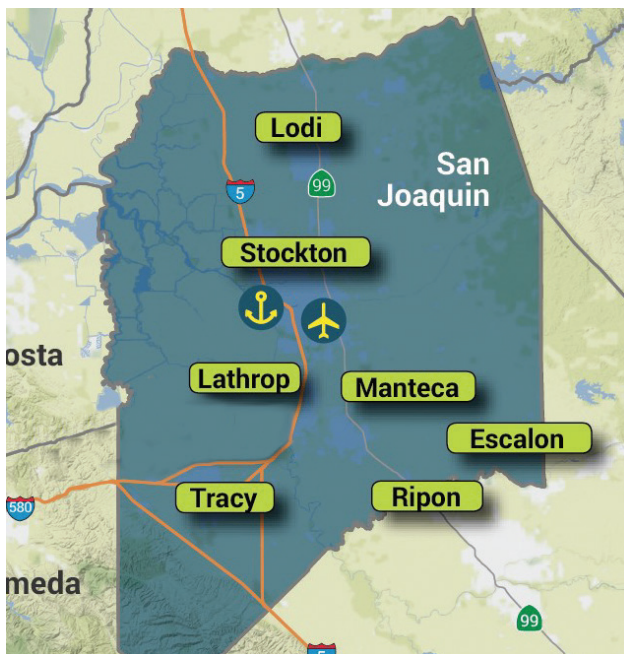 Lodi
San
Joaquin
99
5
Stockton
osta
Lathrop
Manteca
Escalon
Tracy
Ripon
580
meda
99
5